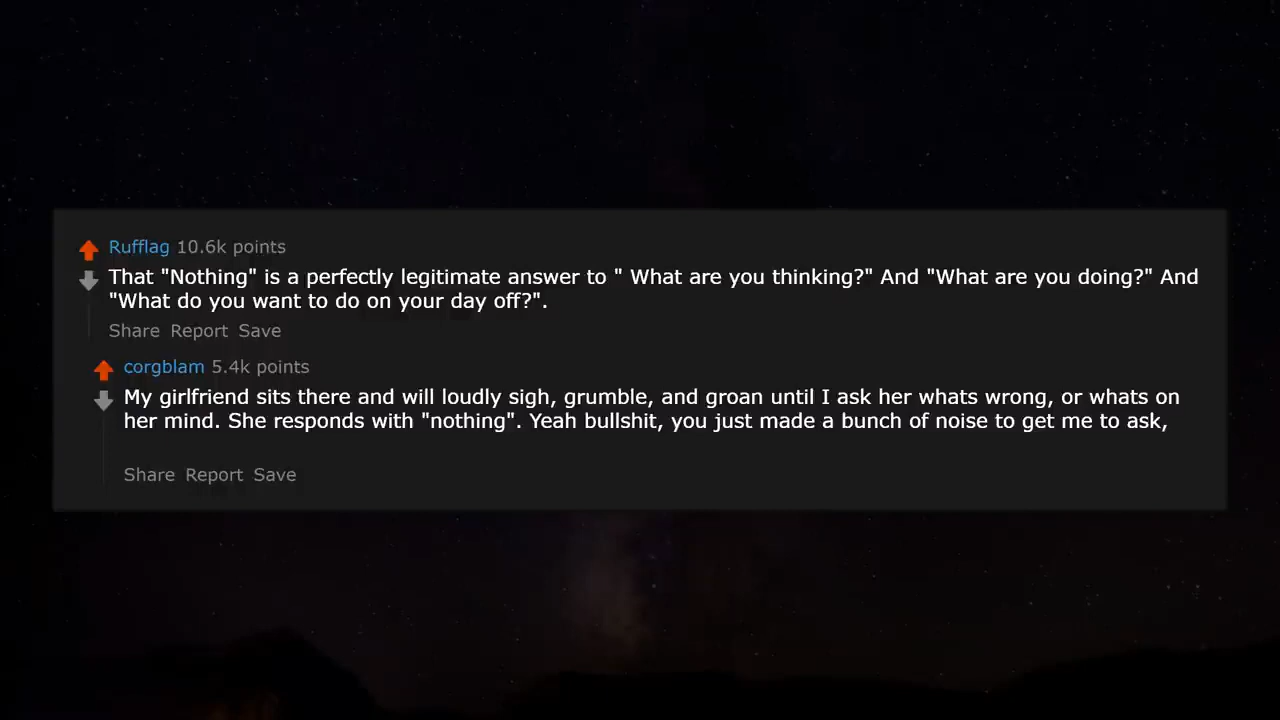 Rufflag 10.6k points
That "Nothing" is a perfectly legitimate answer to " What are you thinking?" And "What are you doing?" And
"What do you want to do on your day off?".
Share Report Save
corgblam 5.4k points
My girlfriend sits there and will loudly sigh, grumble, and groan until I ask her whats wrong, or whats on
her mind. She responds with "nothing". Yeah bullshit, you just made a bunch of noise to get me to ask,
Share Report Save